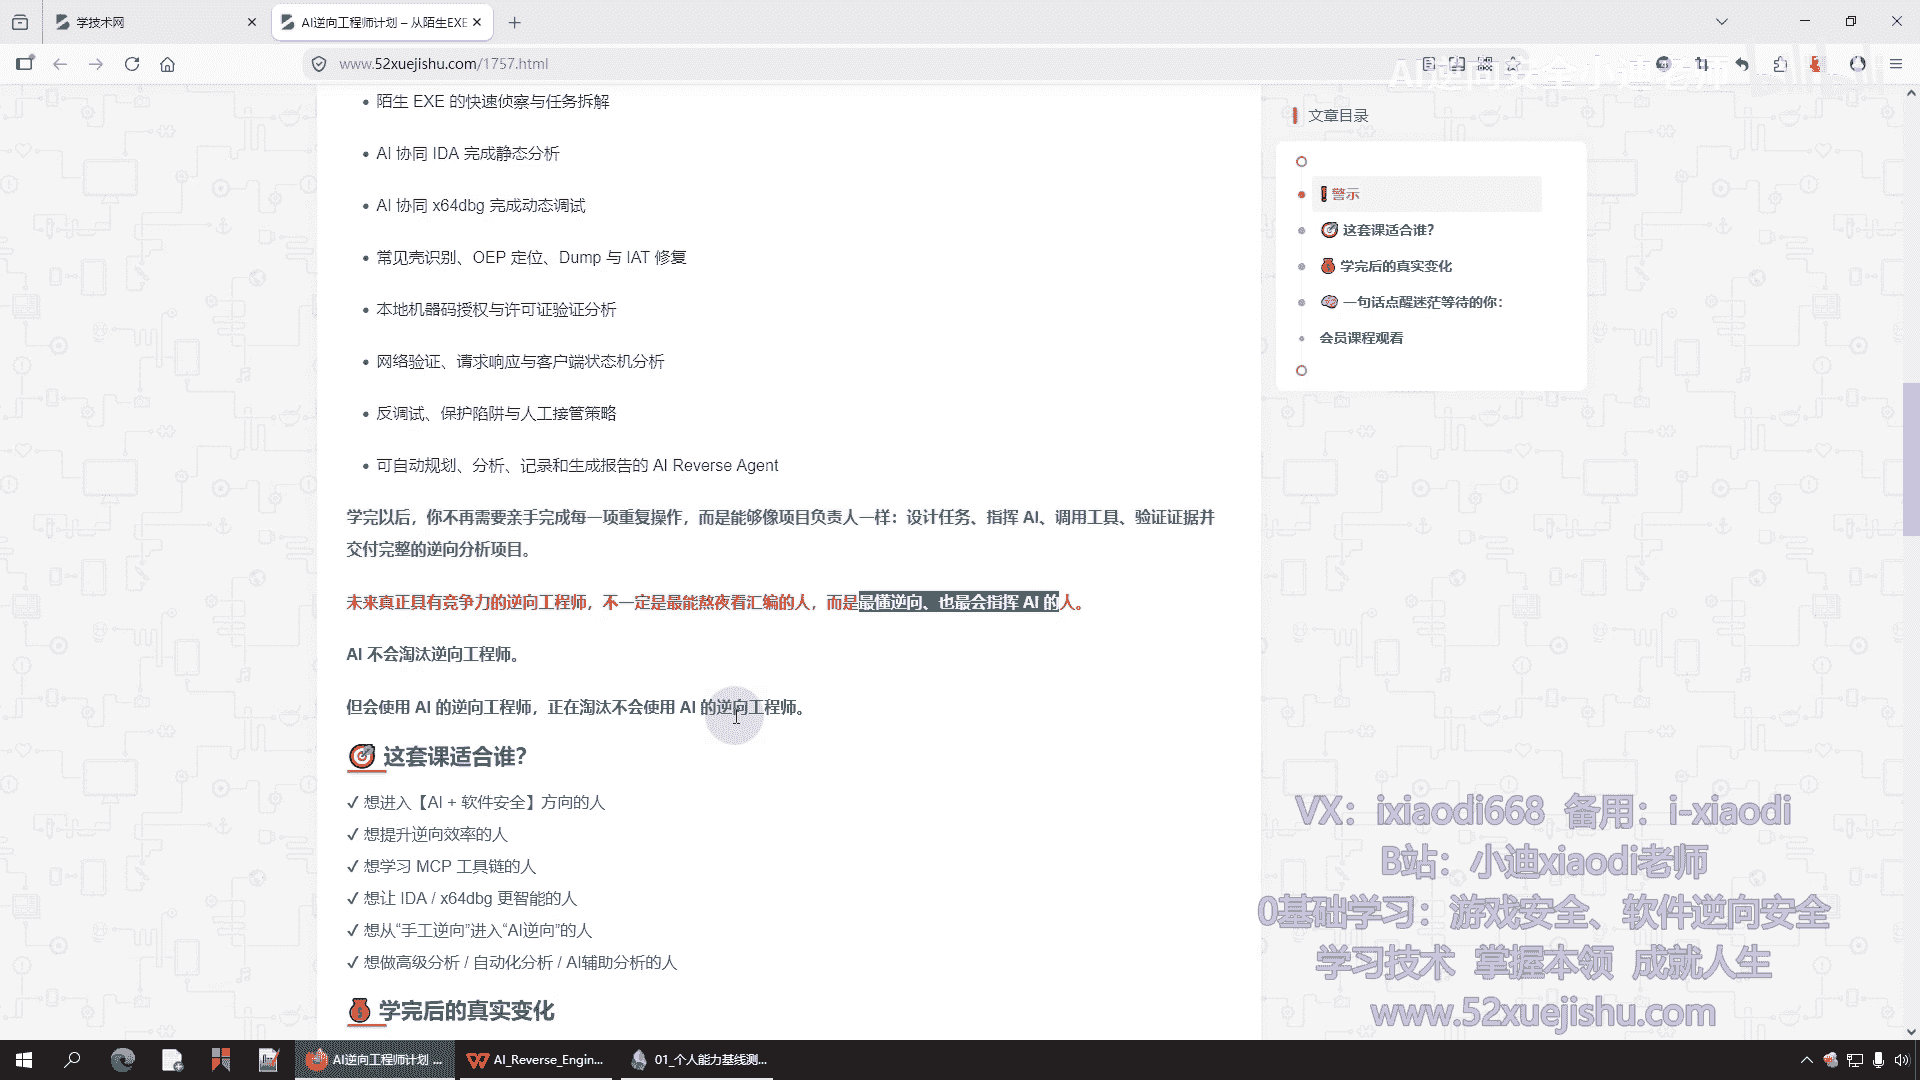 学技术网
AI逆向工程师计划 – 从陌生EXE
www.52xuejishu.com/1757.html
AI逆向安全小迪老师
陌生 EXE 的快速侦察与任务拆解
AI 协同 IDA 完成静态分析
AI 协同 x64dbg 完成动态调试
常见壳识别、OEP 定位、Dump 与 IAT 修复
本地机器码授权与许可证验证分析
网络验证、请求响应与客户端状态机分析
反调试、保护陷阱与人工接管策略
可自动规划、分析、记录和生成报告的 AI Reverse Agent
学完以后，你不再需要亲手完成每一项重复操作，而是能够像项目负责人一样：设计任务、指挥 AI、调用工具、验证证据并
交付完整的逆向分析项目。
未来真正具有竞争力的逆向工程师，不一定是最能熬夜看汇编的人，而是最懂逆向、也最会指挥 AI 的人。
AI 不会淘汰逆向工程师。
但会使用 AI 的逆向工程师，正在淘汰不会使用 AI 的逆向工程师。
🎯 这套课适合谁？
✓ 想进入【AI + 软件安全】方向的人
✓ 想提升逆向效率的人
✓ 想学习 MCP 工具链的人
✓ 想让 IDA / x64dbg 更智能的人
✓ 想从“手工逆向”进入“AI逆向”的人
✓ 想做高级分析 / 自动化分析 / AI辅助分析的人
💰 学完后的真实变化
文章目录
❗警示
🎯 这套课适合谁？
💰 学完后的真实变化
🧠 一句话点醒迷茫等待的你：
会员课程观看
VX：ixiaodi668 备用：i-xiaodi
B站：小迪xiaodi老师
0基础学习：游戏安全、软件逆向安全
学习技术 掌握本领 成就人生
www.52xuejishu.com
AI逆向工程师计划 ...
AI_Reverse_Engin...
01_个人能力基线测...